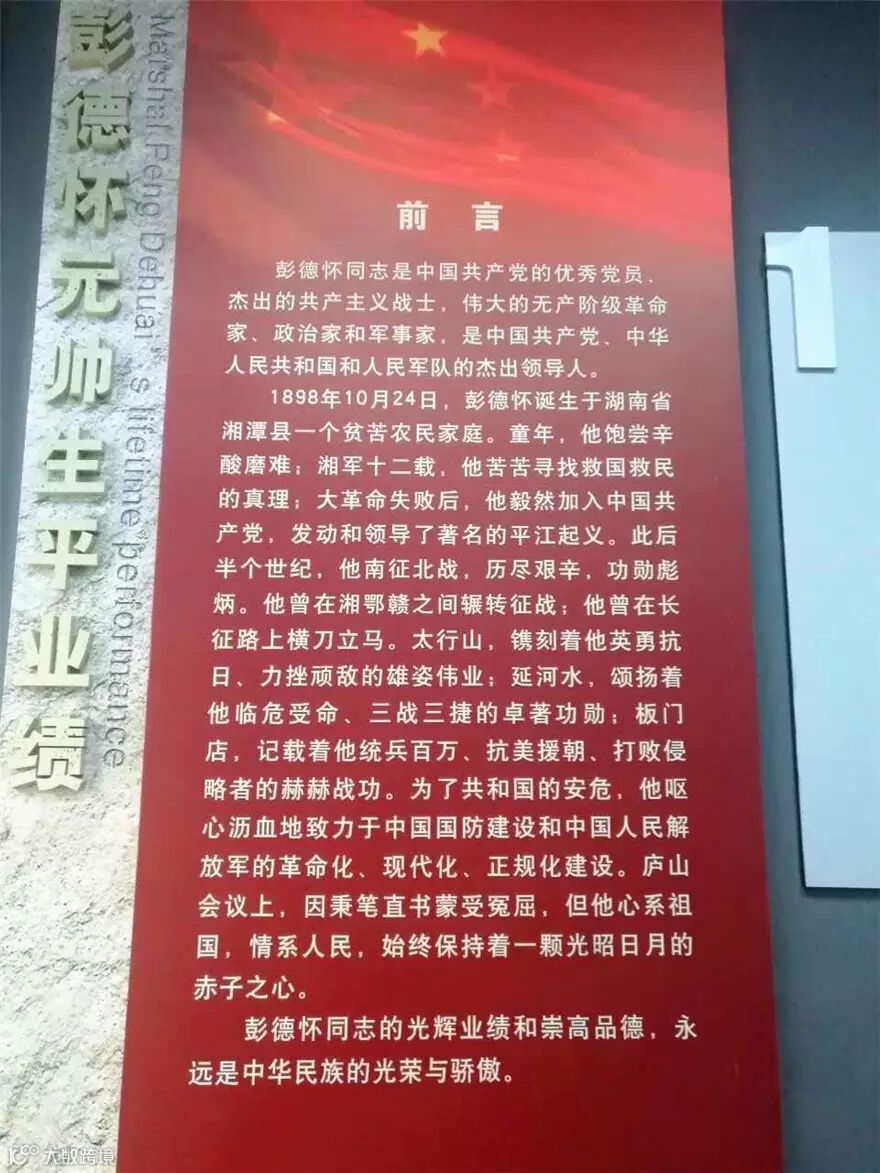 彭德怀元帅生平业绩
Marshal Peng Dehuai"s lifetime performance
前言
彭德怀同志是中国共产党的优秀党员、
杰出的共产主义战士，伟大的无产阶级革命
家、政治家和军事家，是中国共产党、中华
人民共和国和人民军队的杰出领导人。
1898年10月24日，彭德怀诞生于湖南省
湘潭县一个贫苦农民家庭。童年，他饱尝辛
酸磨难；湘军十二载，他苦苦寻找救国救民
的真理；大革命失败后，他毅然加入中国共
产党，发动和领导了著名的平江起义。此后
半个世纪，他南征北战，历尽艰辛，功勋彪
炳。他曾在湘鄂赣之间辗转征战；他曾在长
征路上横刀立马。太行山，镌刻着他英勇抗
日、力挫顽敌的雄姿伟业；延河水，颂扬着
他临危受命、三战三捷的卓著功勋；板门
店，记载着他统兵百万、抗美援朝、打败侵
略者的赫赫战功。为了共和国的安危，他呕
心沥血地致力于中国国防建设和中国人民解
放军的革命化、现代化、正规化建设。庐山
会议上，因秉笔直书蒙受冤屈，但他心系祖
国，情系人民，始终保持着一颗光昭日月的
赤子之心。
彭德怀同志的光辉业绩和崇高品德，永
远是中华民族的光荣与骄傲。
1
大数跨境